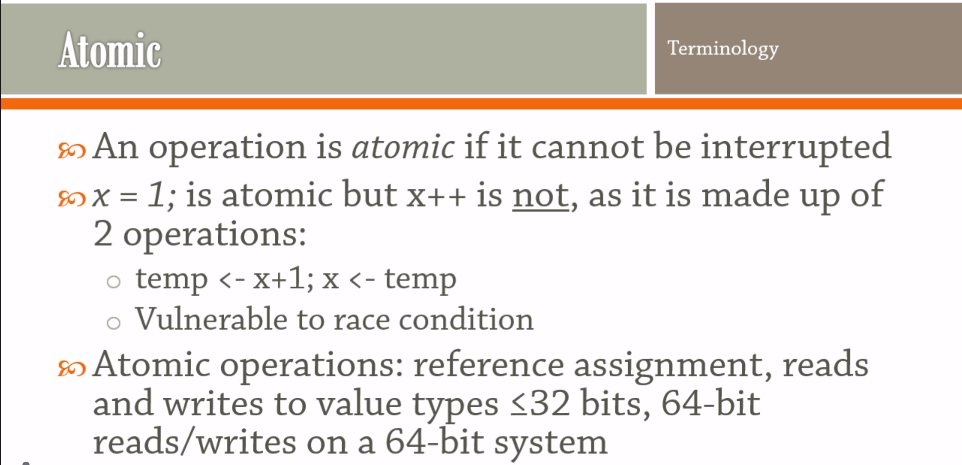 Atomic
Terminology
An operation is atomic if it cannot be interrupted
x = 1; is atomic but x++ is not, as it is made up of
2 operations:
temp <- x+1; x <- temp
Vulnerable to race condition
Atomic operations: reference assignment, reads
and writes to value types ≤32 bits, 64-bit
reads/writes on a 64-bit system